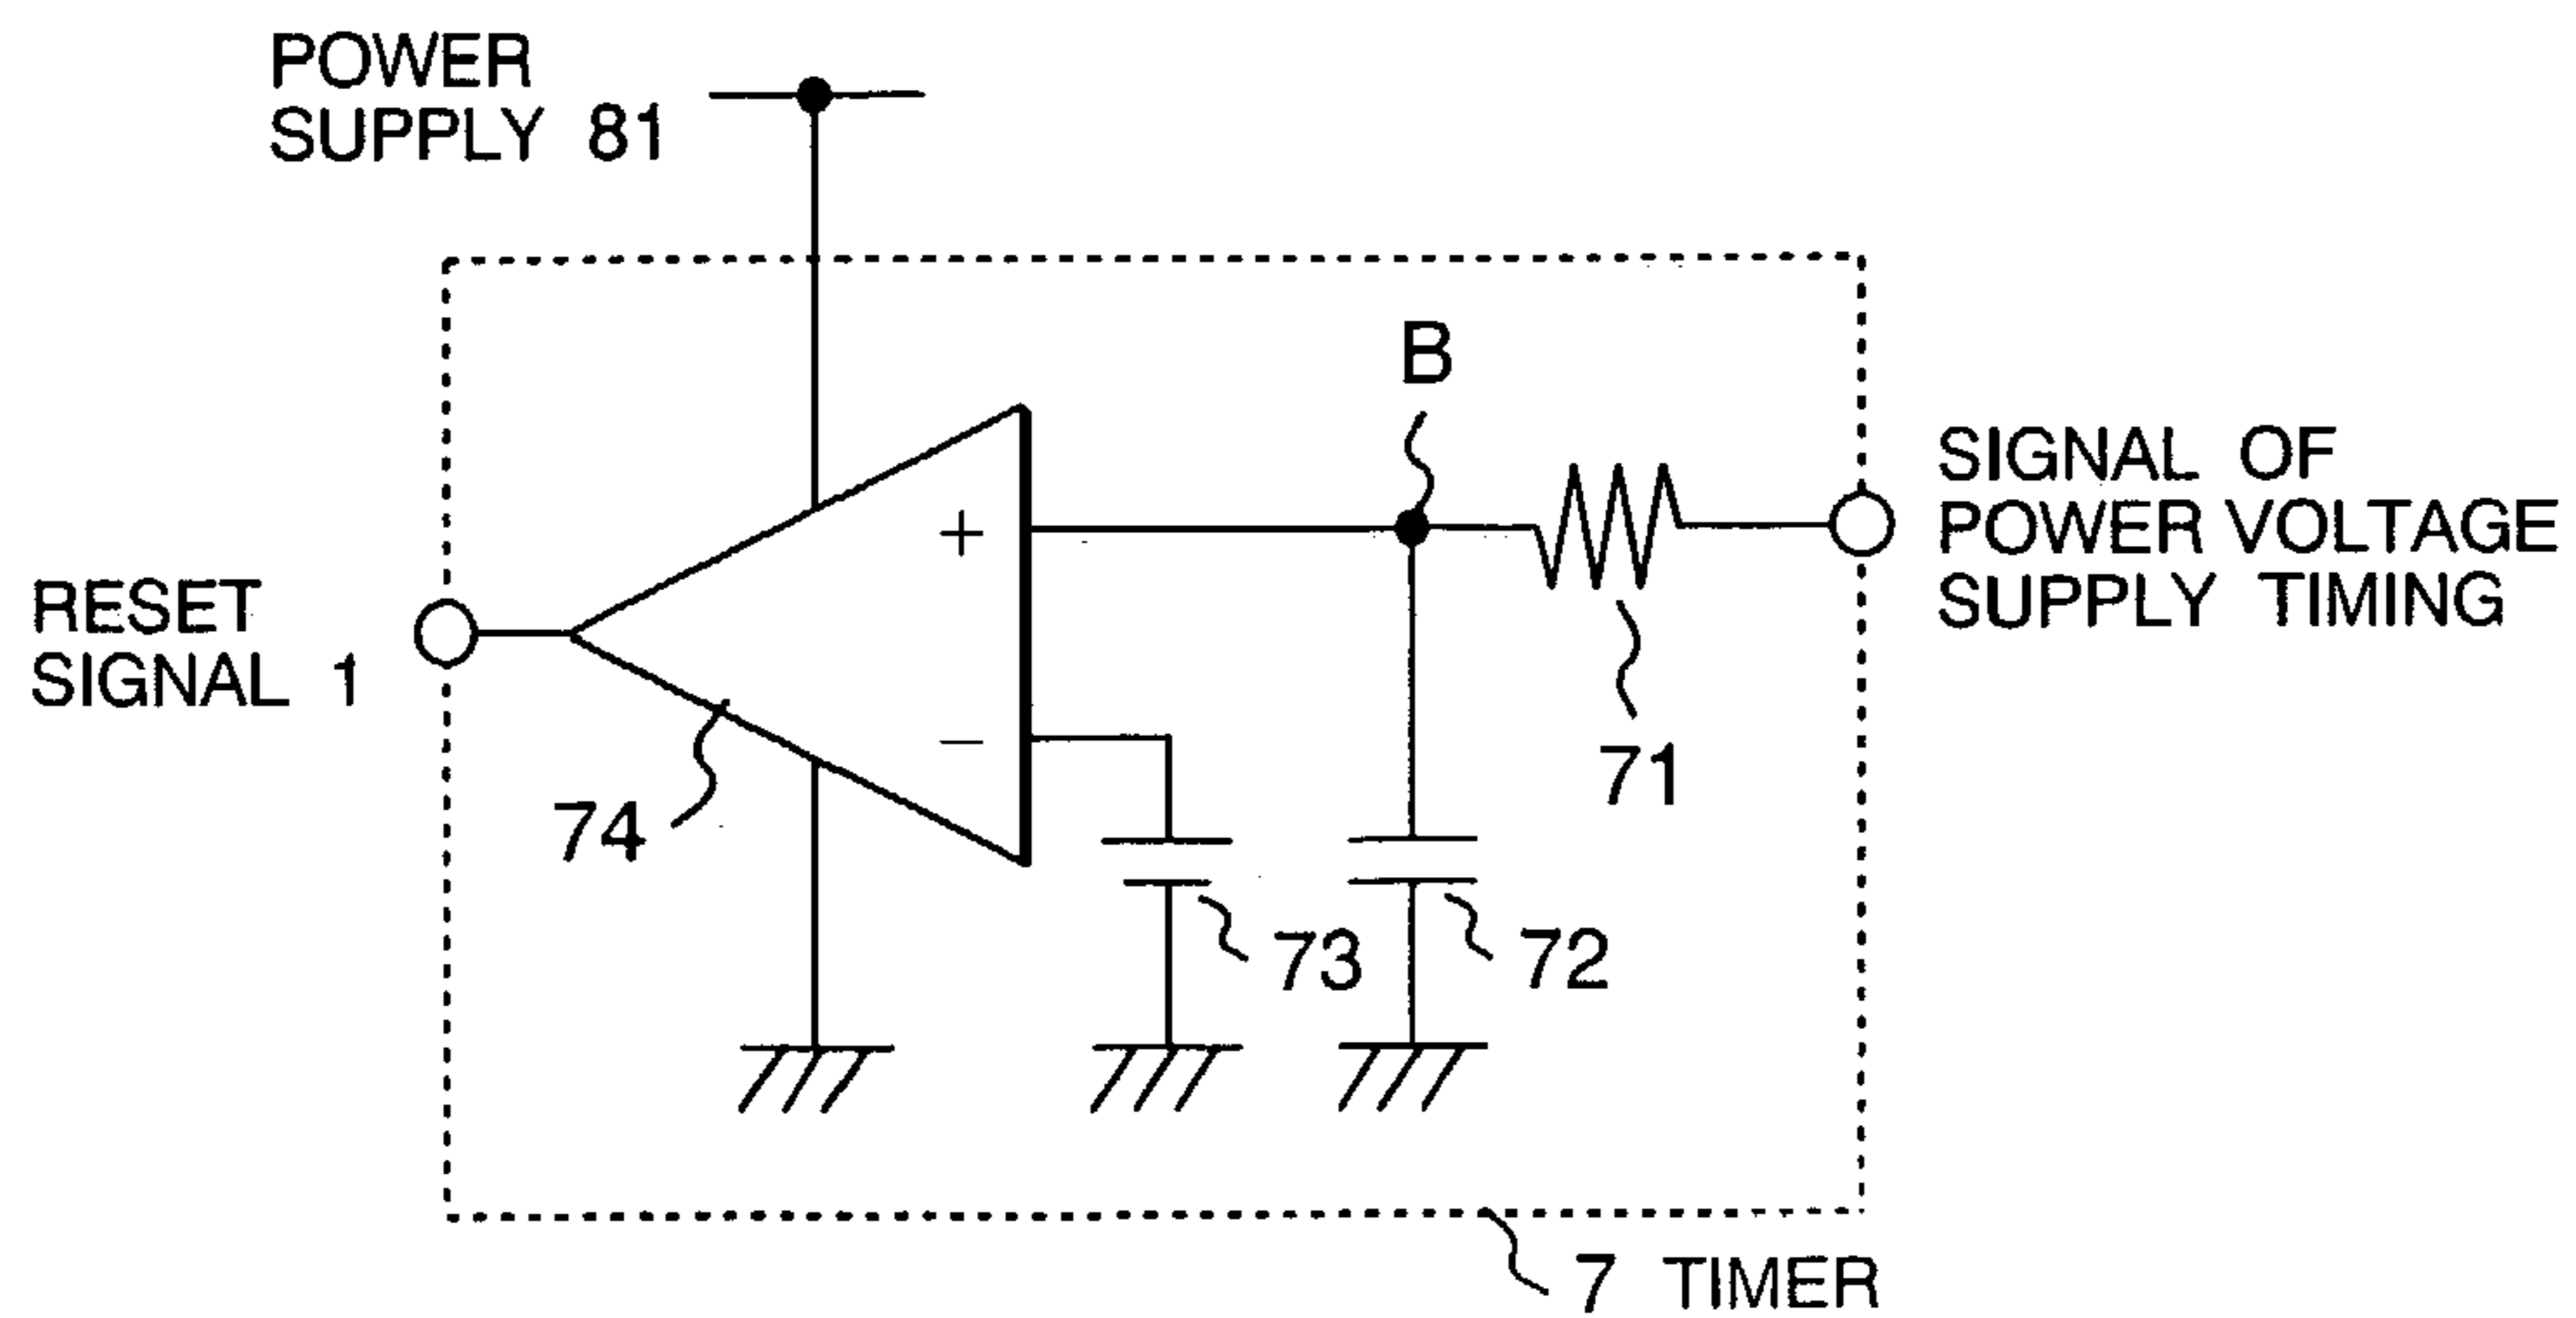 POWER
SUPPLY 81
B
SIGNAL OF
POWER VOLTAGE
SUPPLY TIMING
+
RESET
SIGNAL 1
−
71
74
73
72
7 TIMER